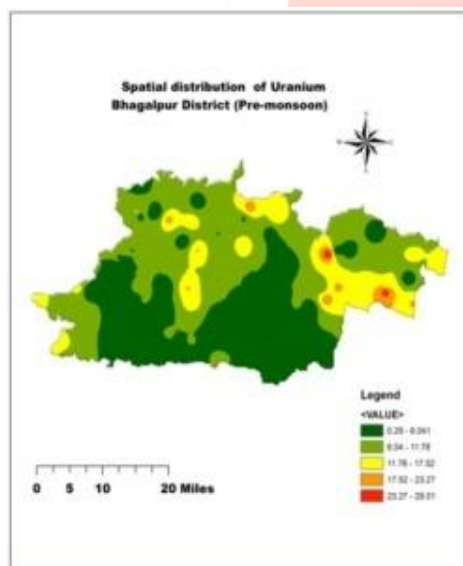 Spatial distribution of Uranium
Bhagalpur District (Pre-monsoon)
Legend
<VALUE>
0.29 - 6.041
6.04 - 11.78
11.78 - 17.52
17.52 - 23.27
23.27 - 29.01
0 5 10 20 Miles